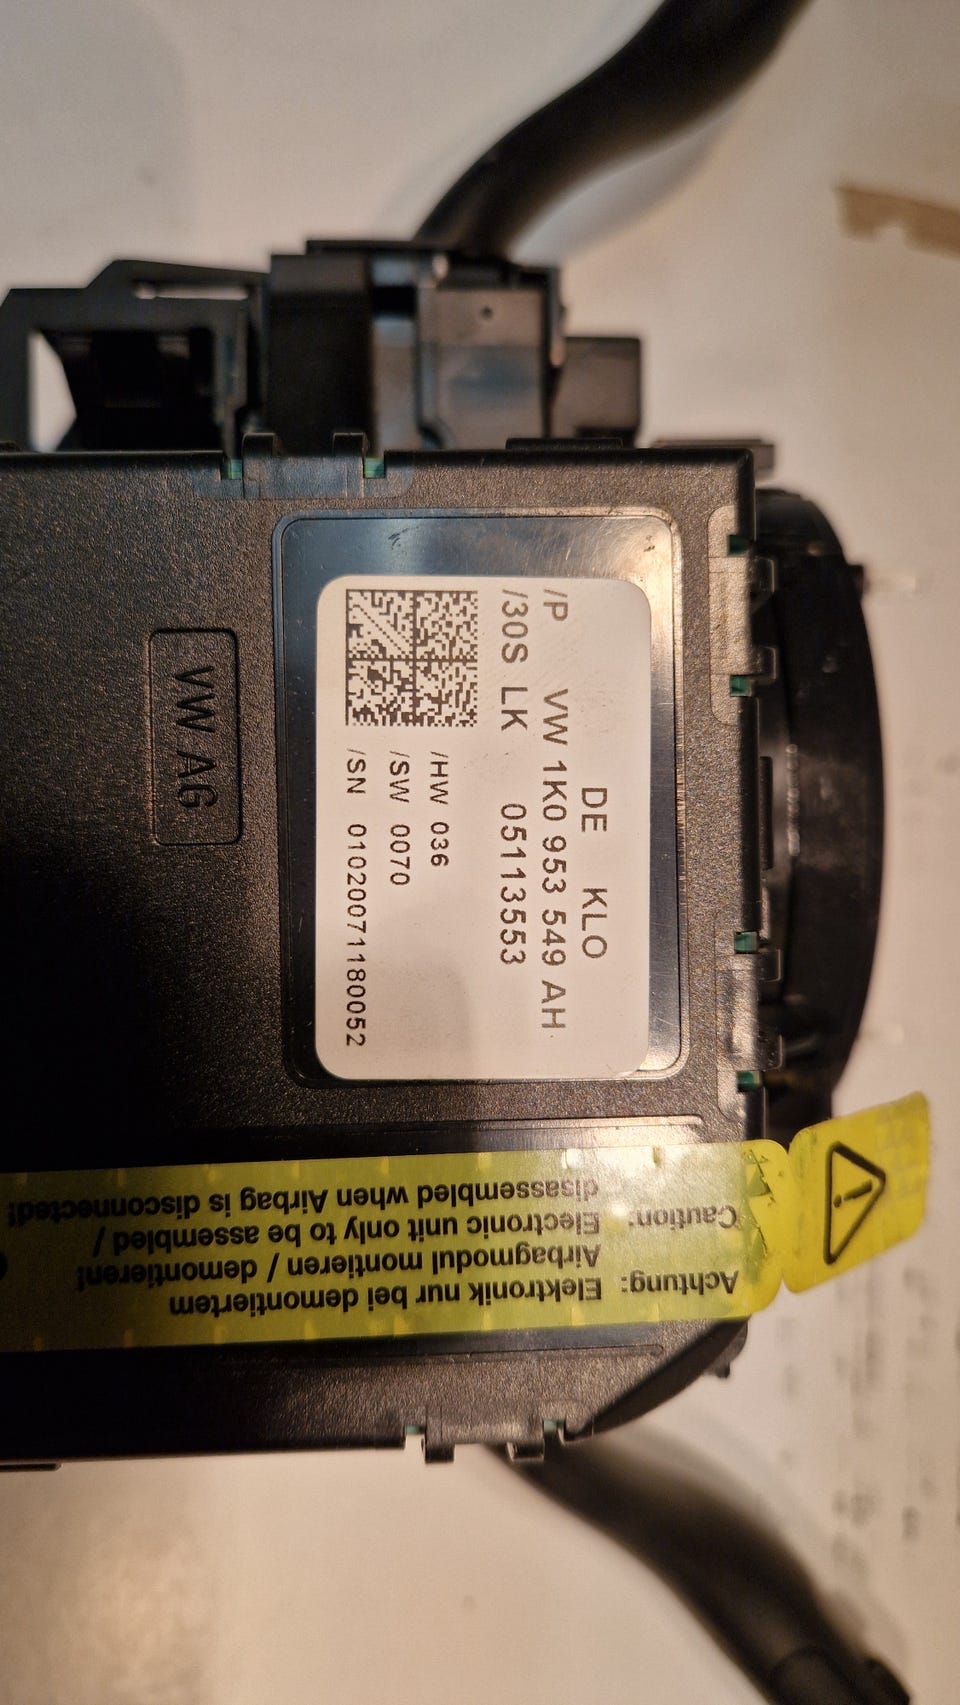 DE KLO
/P VW 1K0 953 549 AH
/30S LK 05113553
/HW 036
/SW 0070
/SN 01020071180052
VW AG
Achtung: Elektronik nur bei demontiertem
Airbagmodul montieren / demontieren!
Caution: Electronic unit only to be assembled /
disassembled when Airbag is disconnected!